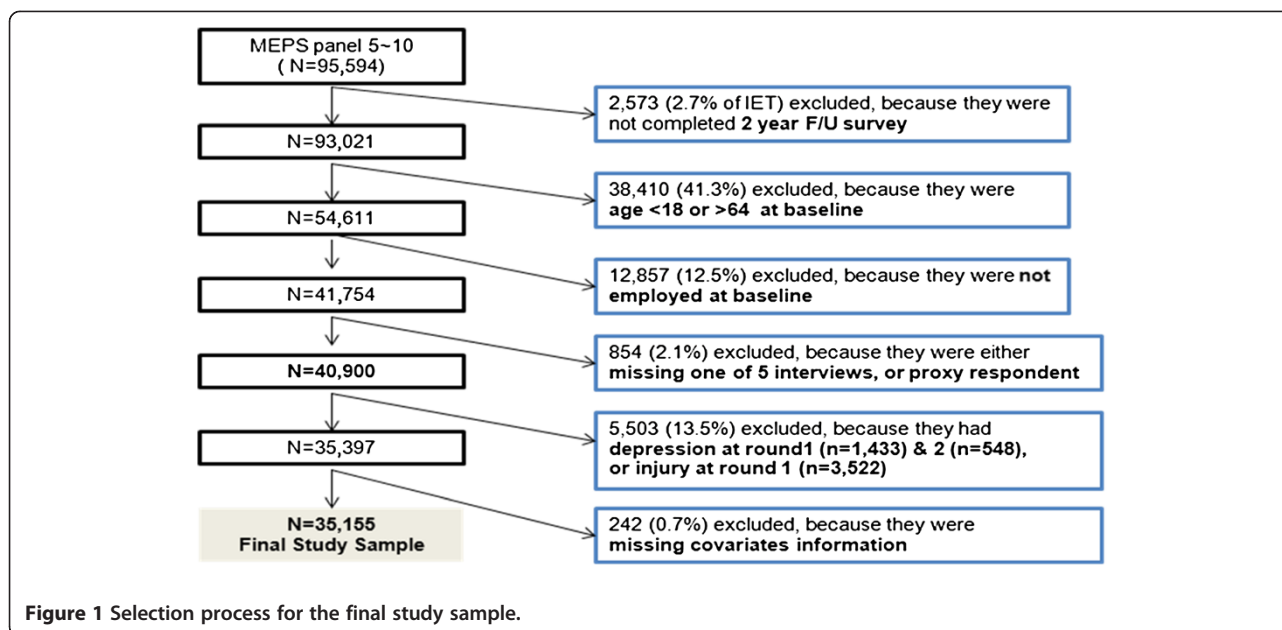 MEPS panel 5~10
( N=95,594)
2,573 (2.7% of IET) excluded, because they were
not completed 2 year F/U survey
N=93,021
38,410 (41.3%) excluded, because they were
age <18 or >64 at baseline
N=54,611
12,857 (12.5%) excluded, because they were not
employed at baseline
N=41,754
854 (2.1%) excluded, because they were either
missing one of 5 interviews, or proxy respondent
N=40,900
5,503 (13.5%) excluded, because they had
depression at round1 (n=1,433) & 2 (n=548),
or injury at round 1 (n=3,522)
N=35,397
242 (0.7%) excluded, because they were
missing covariates information
N=35,155
Final Study Sample
Figure 1 Selection process for the final study sample.